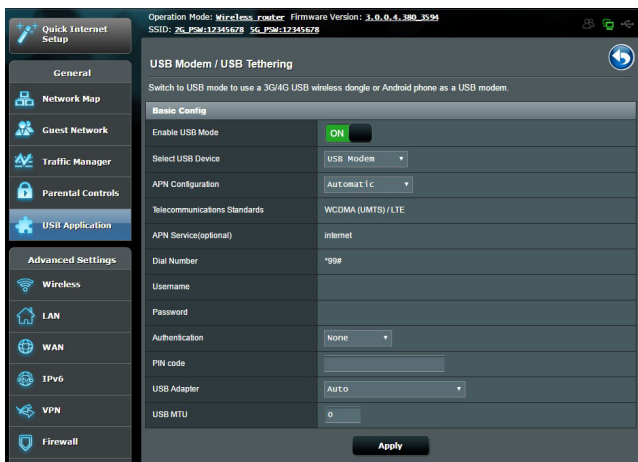 Quick Internet
Setup
Operation Mode: Wireless router Firmware Version: 3.0.0.4.380_3594
SSID: 2G_PSW:12345678 5G_PSW:12345678
General
Network Map
Guest Network
Traffic Manager
Parental Controls
USB Application
Advanced Settings
Wireless
LAN
WAN
IPv6
VPN
Firewall
USB Modem / USB Tethering
Switch to USB mode to use a 3G/4G USB wireless dongle or Android phone as a USB modem.
Basic Config
Enable USB Mode ON
Select USB Device USB Modem
APN Configuration Automatic
Telecommunications Standards WCDMA (UMTS) / LTE
APN Service(optional) internet
Dial Number *99#
Username
Password
Authentication None
PIN code
USB Adapter Auto
USB MTU 0
Apply